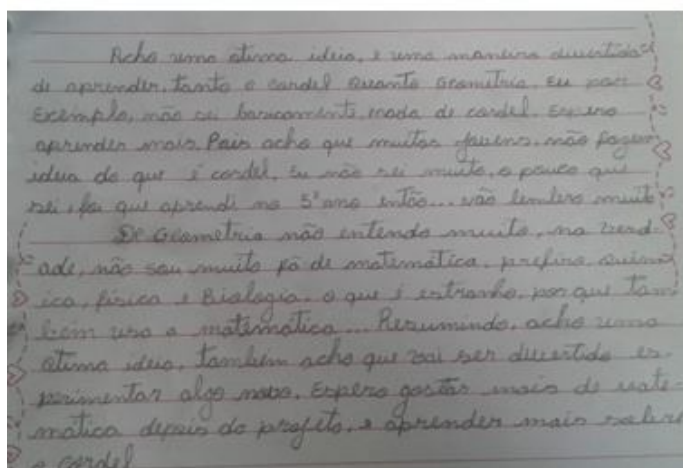 Acho uma otima ideia, e uma maneira divertida
de aprender, tanto o cordel quanto Geometria, Eu por
Exemplo, não sei basicamente nada de cordel. Espero
aprender mais. Pois acho que muitos jovens, não fazem
ideia do que é cordel, Eu não sei muito, o pouco que
sei, foi que aprendi no 5º ano então... não lembro muito
De Geometria não entendo muito, na verd-
ade, não sou muito fã de matemática, prefiro quím
ica, física e Biologia. o que é estranho, porque tam
bem usa a matemática... Resumindo, acho uma
otima ideia, tambem acho que vai ser divertido ex-
perimentar algo novo. Espero gostar mais de mate-
matica depois do projeto, e aprender mais sobre
o cordel